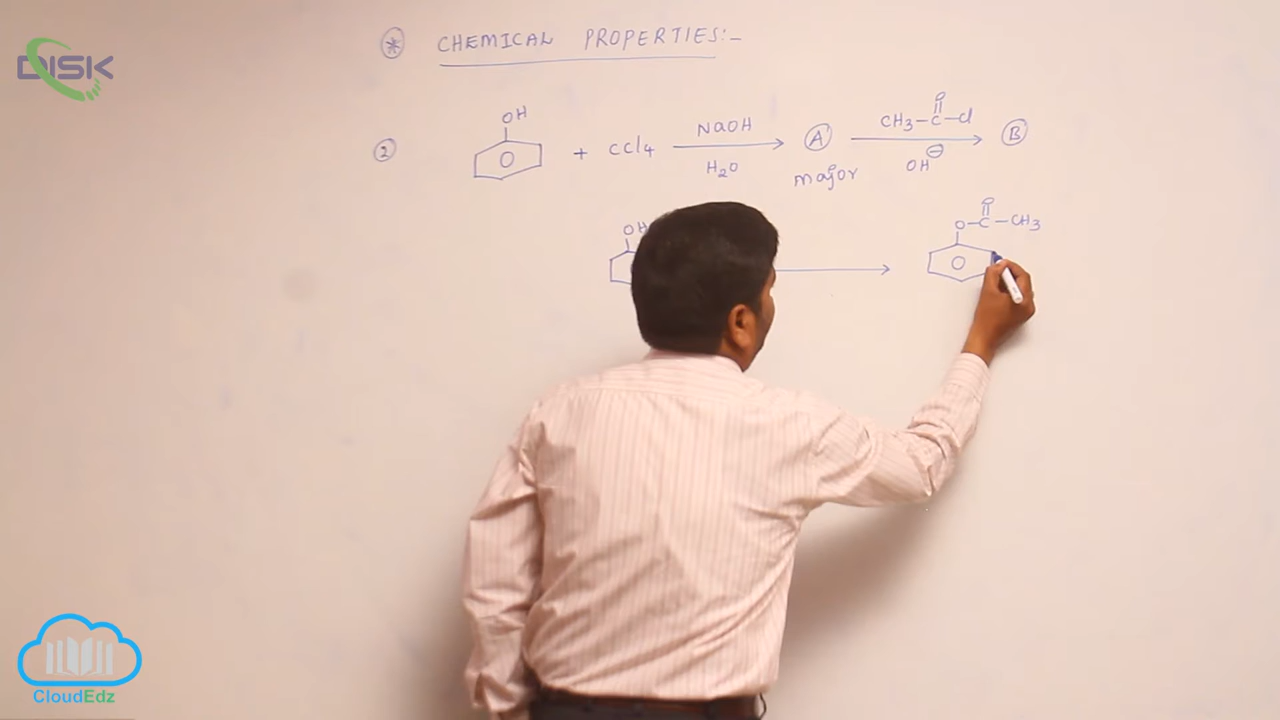 DISK
* CHEMICAL PROPERTIES:-
2 OH + CCl4 NaOH H2O A major CH3-C-Cl O OH⊖ B
OH O-C-CH3 O
CloudEdz